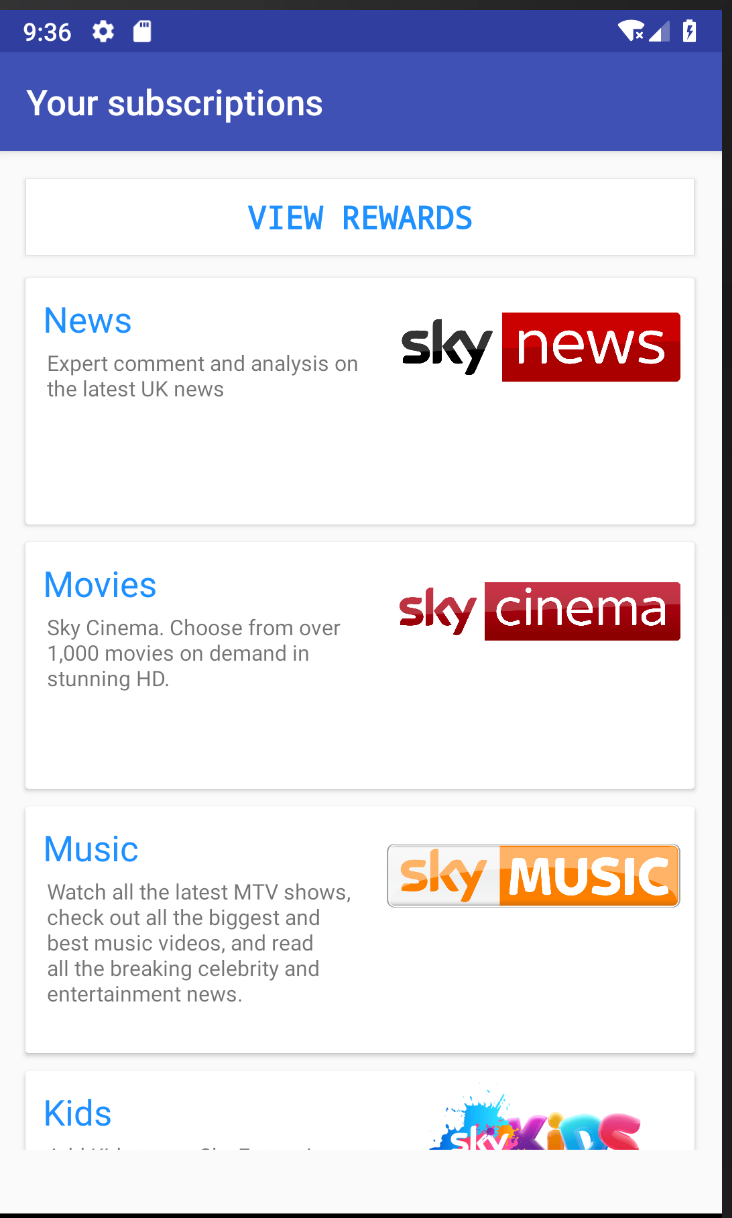 9:36
Your subscriptions
VIEW REWARDS
News
sky news
Expert comment and analysis on
the latest UK news
Movies
sky cinema
Sky Cinema. Choose from over
1,000 movies on demand in
stunning HD.
Music
sky MUSIC
Watch all the latest MTV shows,
check out all the biggest and
best music videos, and read
all the breaking celebrity and
entertainment news.
Kids
sky KiDS